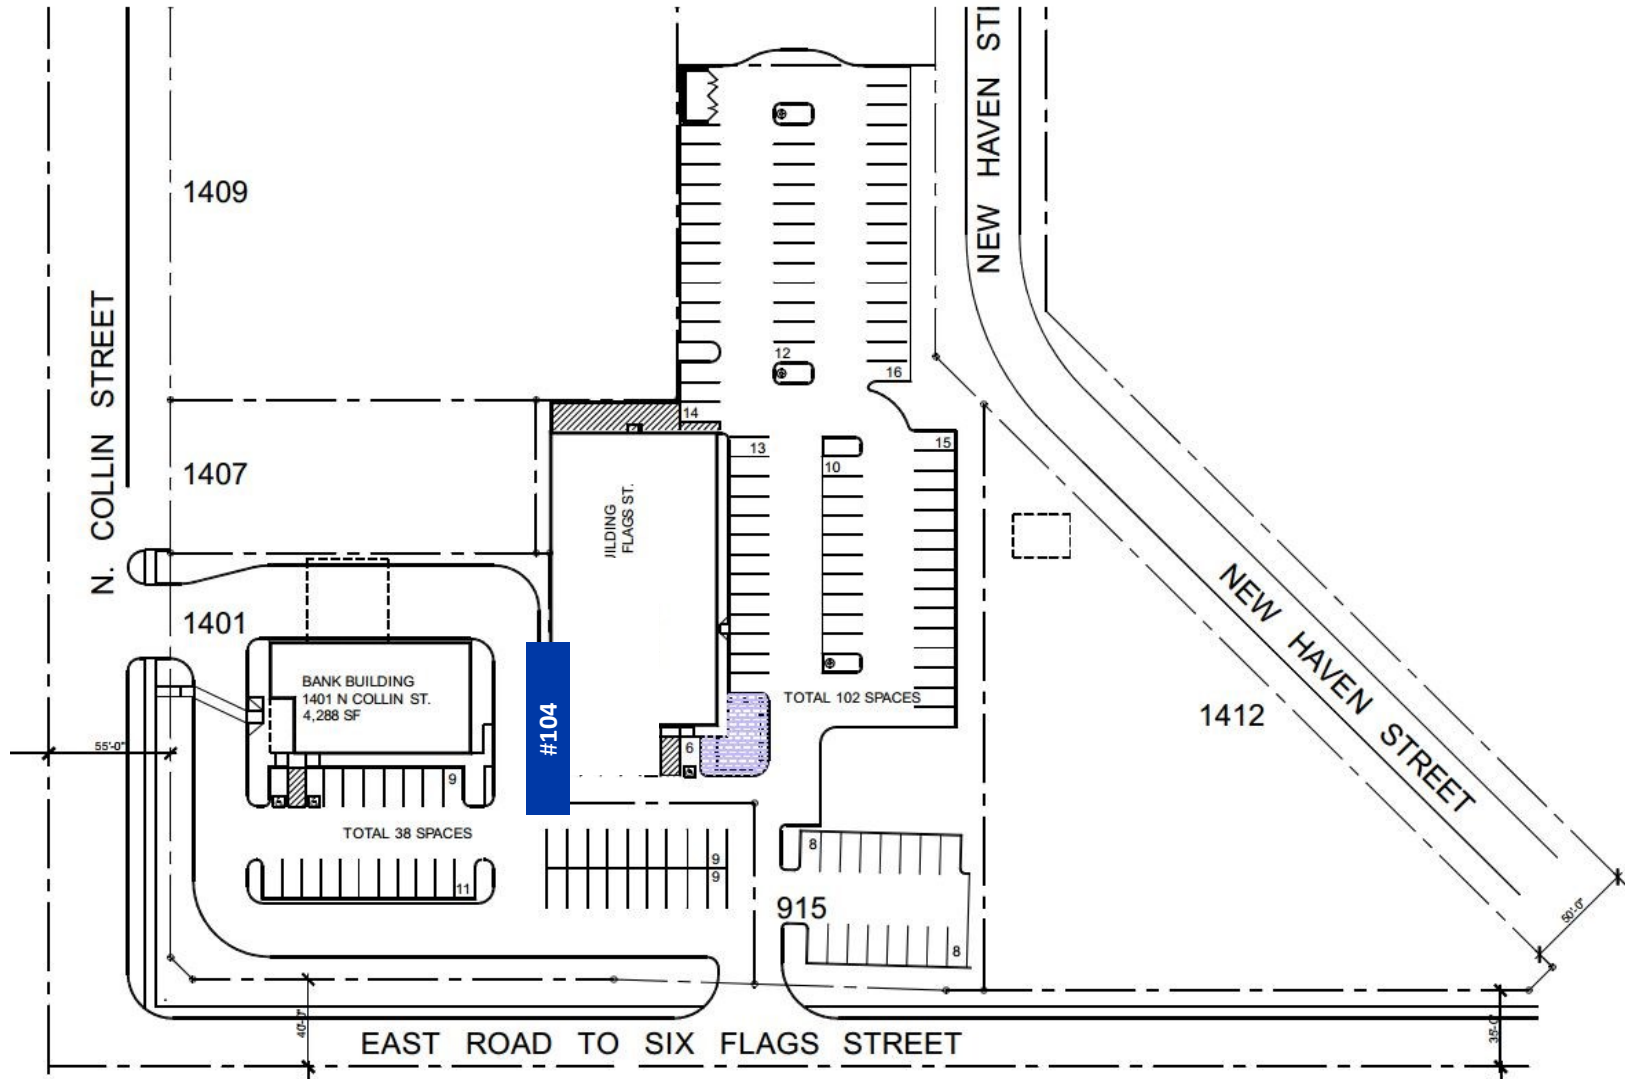 NEW HAVEN STI
1409
N. COLLIN STREET
12
16
14
13
10
15
1407
JILDING
FLAGS ST.
1401
NEW HAVEN STREET
BANK BUILDING
1401 N COLLIN ST.
4,288 SF
#104
TOTAL 102 SPACES
1412
6
55'-0"
9
TOTAL 38 SPACES
8
9
9
11
915
50'-0"
8
40'-0"
35'-0"
EAST ROAD TO SIX FLAGS STREET